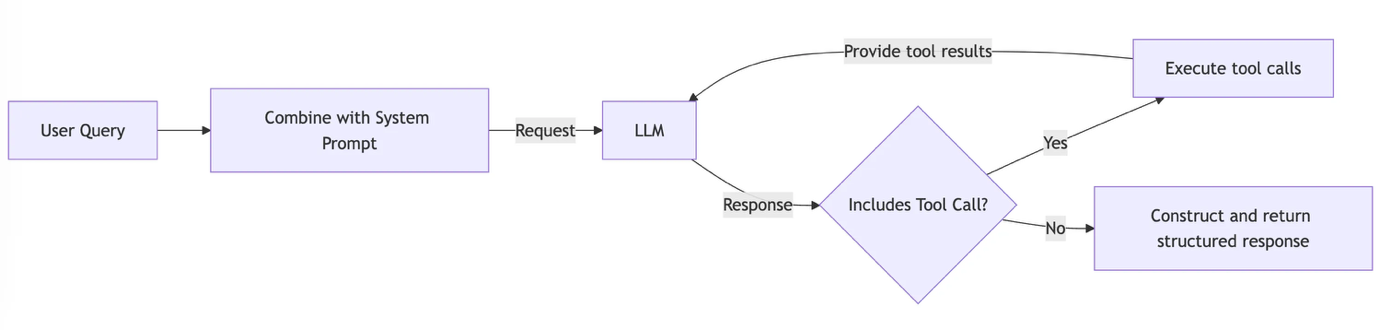 User Query
Combine with System
Prompt
Request
LLM
Response
Includes Tool Call?
Yes
Execute tool calls
Provide tool results
No
Construct and return
structured response